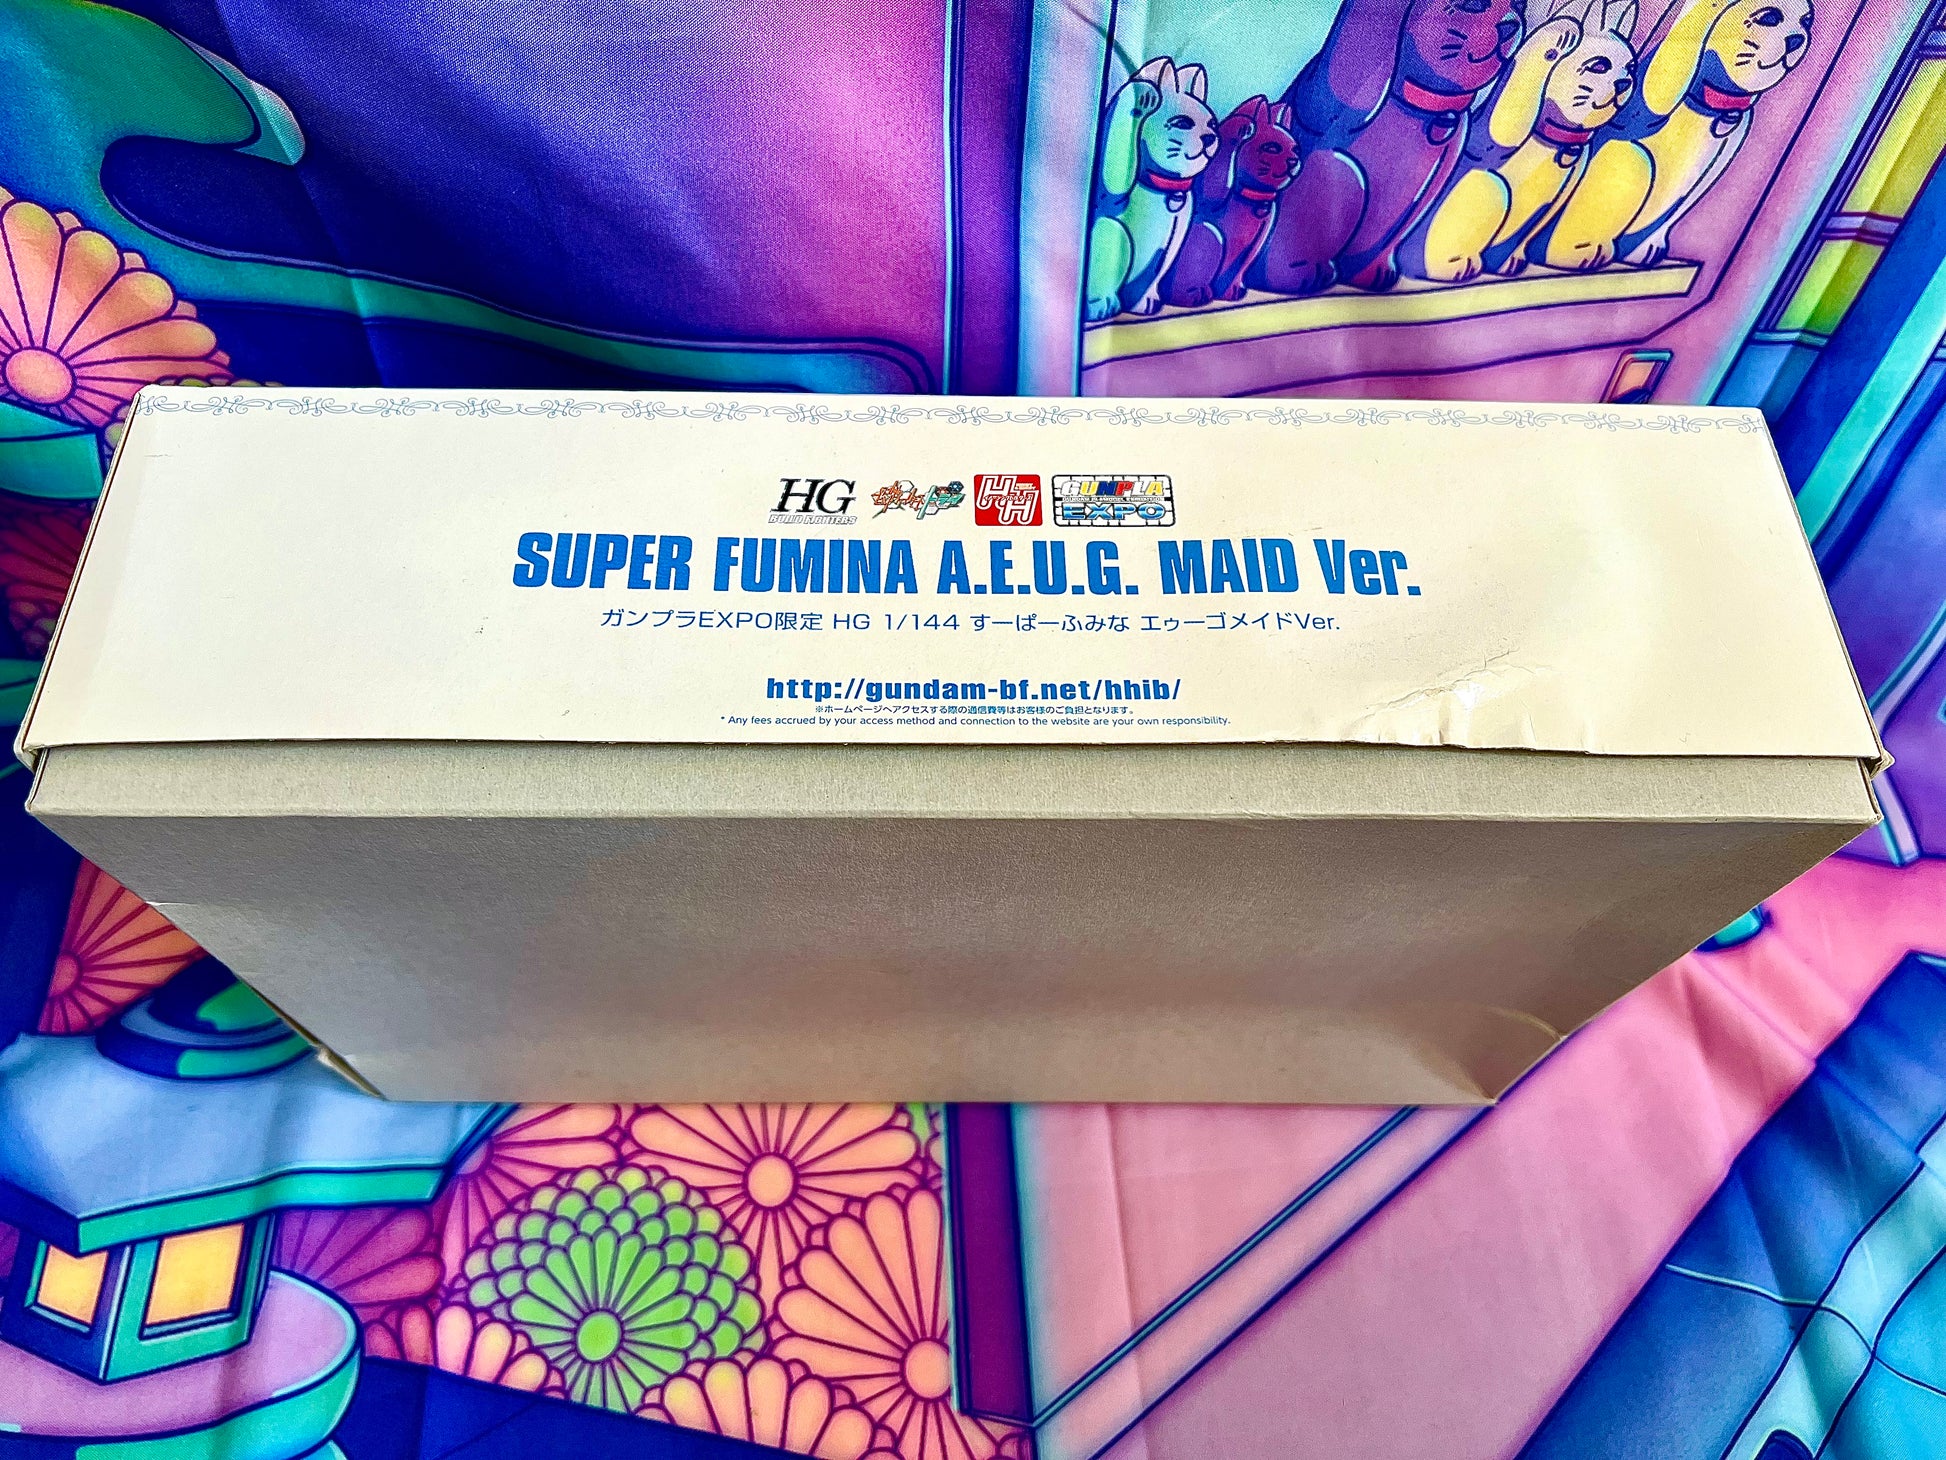 HG
BUILD FIGHTERS
GUNPLA
EXPO
SUPER FUMINA A.E.U.G. MAID Ver.
ガンプラEXPO限定 HG 1/144 すーぱーふみな エゥーゴメイドVer.
http://gundam-bf.net/hhib/
※ホームページへアクセスする際の通信費等はお客様のご負担となります。
* Any fees accrued by your access method and connection to the website are your own responsibility.